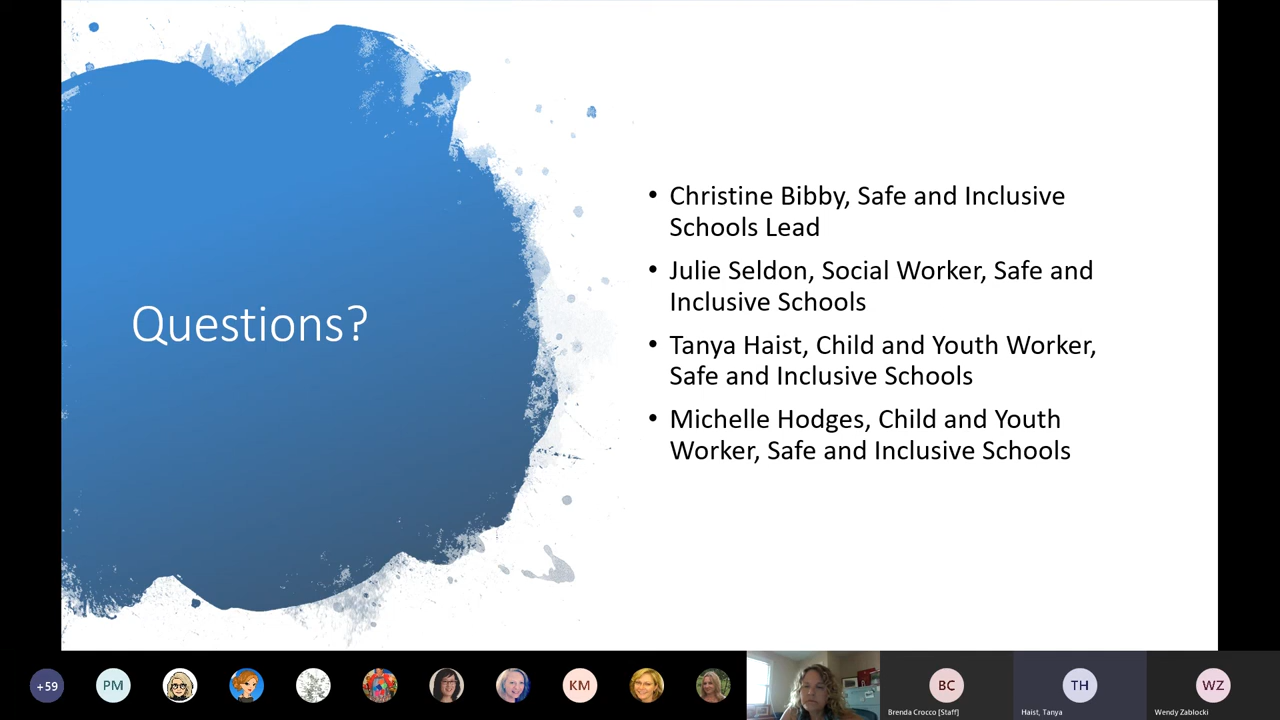 Questions?
• Christine Bibby, Safe and Inclusive
Schools Lead
• Julie Seldon, Social Worker, Safe and
Inclusive Schools
• Tanya Haist, Child and Youth Worker,
Safe and Inclusive Schools
• Michelle Hodges, Child and Youth
Worker, Safe and Inclusive Schools
+59
PM
KM
BC
TH
WZ
Brenda Crocco [Staff]
Haist, Tanya
Wendy Zablocki